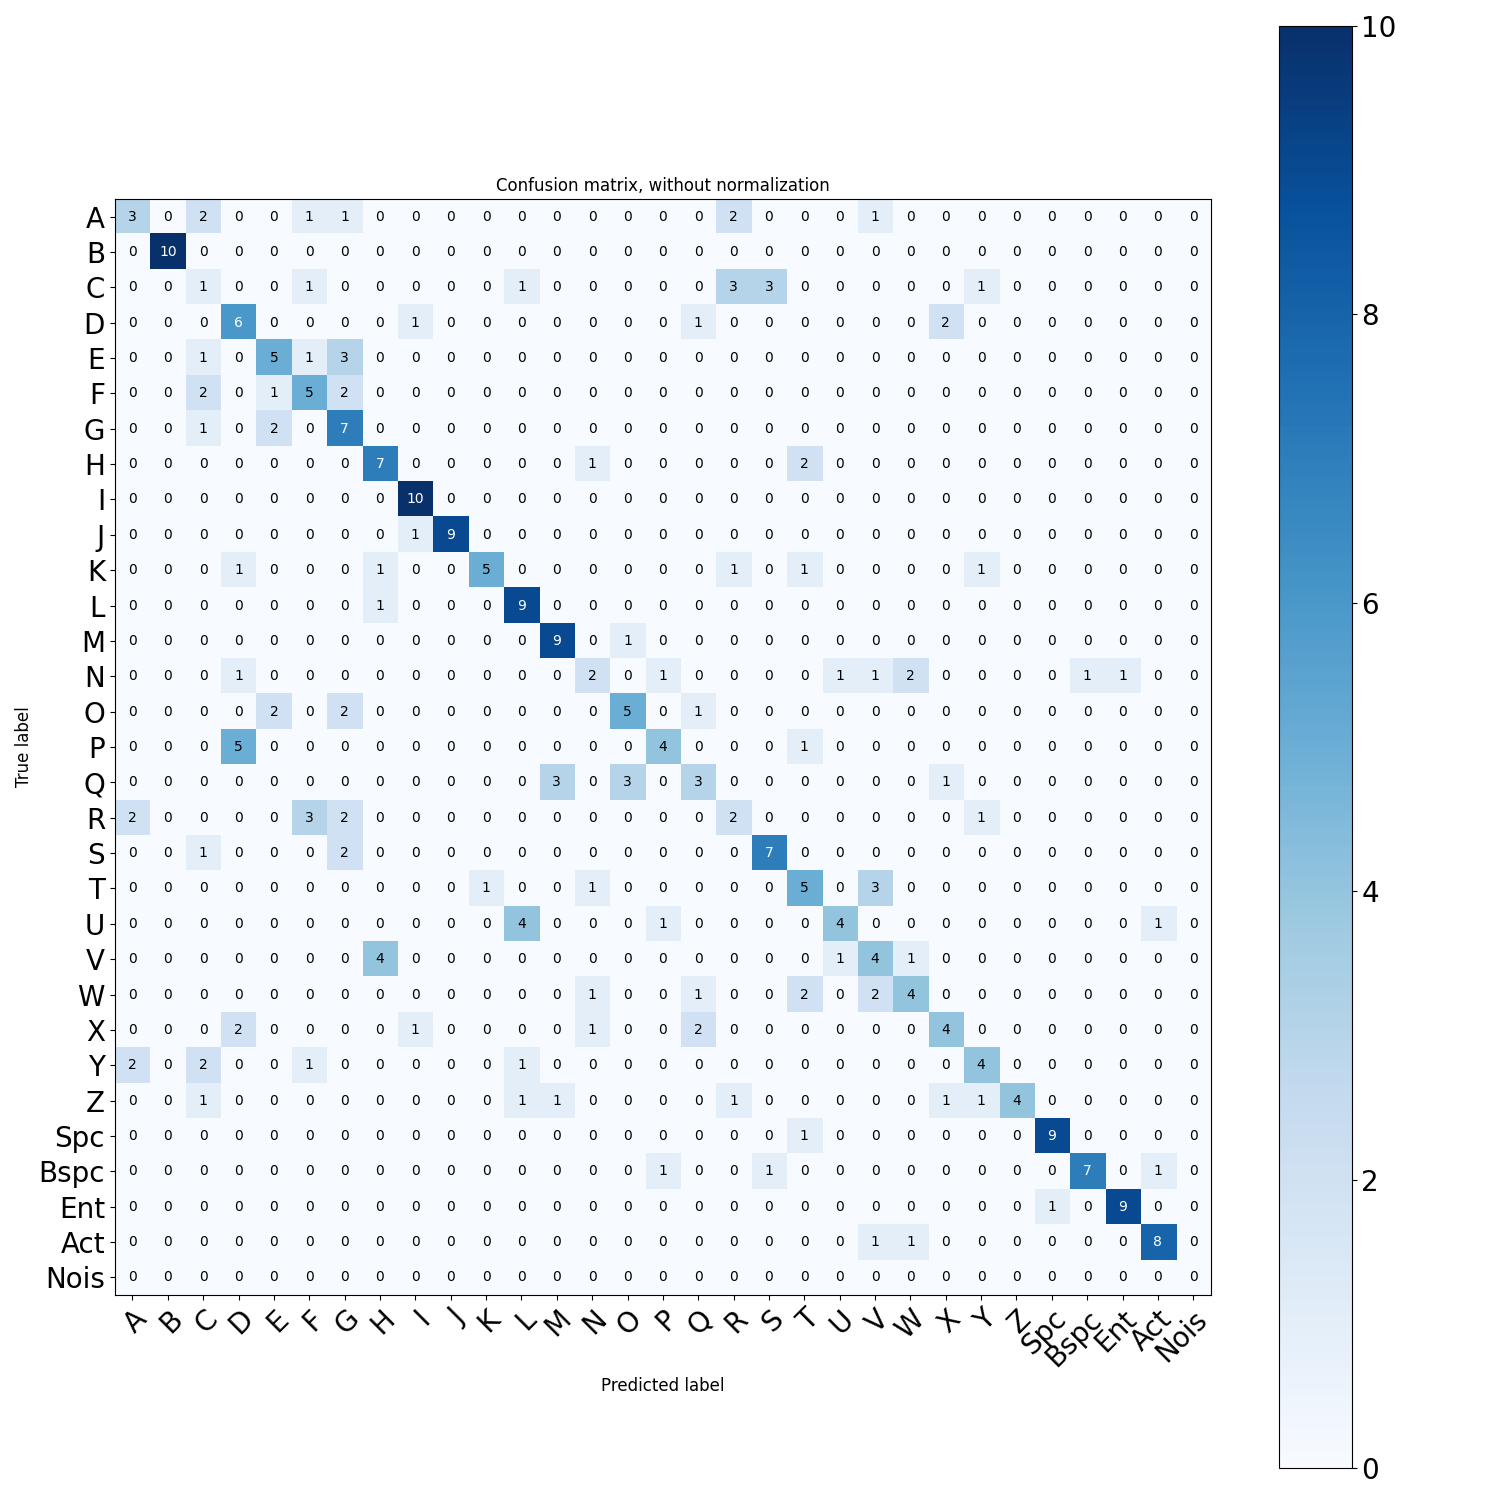 Confusion matrix, without normalization
A 3 0 2 0 0 1 1 0 0 0 0 0 0 0 0 0 0 2 0 0 0 1 0 0 0 0 0 0 0 0 0
B 0 10 0 0 0 0 0 0 0 0 0 0 0 0 0 0 0 0 0 0 0 0 0 0 0 0 0 0 0 0 0
C 0 0 1 0 0 1 0 0 0 0 0 1 0 0 0 0 0 3 3 0 0 0 0 0 1 0 0 0 0 0 0
D 0 0 0 6 0 0 0 0 1 0 0 0 0 0 0 0 1 0 0 0 0 0 0 2 0 0 0 0 0 0 0
E 0 0 1 0 5 1 3 0 0 0 0 0 0 0 0 0 0 0 0 0 0 0 0 0 0 0 0 0 0 0 0
F 0 0 2 0 1 5 2 0 0 0 0 0 0 0 0 0 0 0 0 0 0 0 0 0 0 0 0 0 0 0 0
G 0 0 1 0 2 0 7 0 0 0 0 0 0 0 0 0 0 0 0 0 0 0 0 0 0 0 0 0 0 0 0
H 0 0 0 0 0 0 0 7 0 0 0 0 0 1 0 0 0 0 0 2 0 0 0 0 0 0 0 0 0 0 0
I 0 0 0 0 0 0 0 0 10 0 0 0 0 0 0 0 0 0 0 0 0 0 0 0 0 0 0 0 0 0 0
J 0 0 0 0 0 0 0 0 1 9 0 0 0 0 0 0 0 0 0 0 0 0 0 0 0 0 0 0 0 0 0
K 0 0 0 1 0 0 0 1 0 0 5 0 0 0 0 0 0 1 0 1 0 0 0 0 1 0 0 0 0 0 0
L 0 0 0 0 0 0 0 1 0 0 0 9 0 0 0 0 0 0 0 0 0 0 0 0 0 0 0 0 0 0 0
M 0 0 0 0 0 0 0 0 0 0 0 0 9 0 1 0 0 0 0 0 0 0 0 0 0 0 0 0 0 0 0
N 0 0 0 1 0 0 0 0 0 0 0 0 0 2 0 1 0 0 0 0 1 1 2 0 0 0 0 1 1 0 0
O 0 0 0 0 2 0 2 0 0 0 0 0 0 0 5 0 1 0 0 0 0 0 0 0 0 0 0 0 0 0 0
P 0 0 0 5 0 0 0 0 0 0 0 0 0 0 0 4 0 0 0 1 0 0 0 0 0 0 0 0 0 0 0
Q 0 0 0 0 0 0 0 0 0 0 0 0 3 0 3 0 3 0 0 0 0 0 0 1 0 0 0 0 0 0 0
R 2 0 0 0 0 3 2 0 0 0 0 0 0 0 0 0 0 2 0 0 0 0 0 0 1 0 0 0 0 0 0
S 0 0 1 0 0 0 2 0 0 0 0 0 0 0 0 0 0 0 7 0 0 0 0 0 0 0 0 0 0 0 0
T 0 0 0 0 0 0 0 0 0 0 1 0 0 1 0 0 0 0 0 5 0 3 0 0 0 0 0 0 0 0 0
U 0 0 0 0 0 0 0 0 0 0 0 4 0 0 0 1 0 0 0 0 4 0 0 0 0 0 0 0 0 1 0
V 0 0 0 0 0 0 0 4 0 0 0 0 0 0 0 0 0 0 0 0 1 4 1 0 0 0 0 0 0 0 0
W 0 0 0 0 0 0 0 0 0 0 0 0 0 1 0 0 1 0 0 2 0 2 4 0 0 0 0 0 0 0 0
X 0 0 0 2 0 0 0 0 1 0 0 0 0 1 0 0 2 0 0 0 0 0 0 4 0 0 0 0 0 0 0
Y 2 0 2 0 0 1 0 0 0 0 0 1 0 0 0 0 0 0 0 0 0 0 0 0 4 0 0 0 0 0 0
Z 0 0 1 0 0 0 0 0 0 0 0 1 1 0 0 0 0 1 0 0 0 0 0 1 1 4 0 0 0 0 0
Spc 0 0 0 0 0 0 0 0 0 0 0 0 0 0 0 0 0 0 0 1 0 0 0 0 0 0 9 0 0 0 0
Bspc 0 0 0 0 0 0 0 0 0 0 0 0 0 0 0 1 0 0 1 0 0 0 0 0 0 0 0 7 0 1 0
Ent 0 0 0 0 0 0 0 0 0 0 0 0 0 0 0 0 0 0 0 0 0 0 0 0 0 0 1 0 9 0 0
Act 0 0 0 0 0 0 0 0 0 0 0 0 0 0 0 0 0 0 0 0 0 1 1 0 0 0 0 0 0 8 0
Nois 0 0 0 0 0 0 0 0 0 0 0 0 0 0 0 0 0 0 0 0 0 0 0 0 0 0 0 0 0 0 0
A B C D E F G H I J K L M N O P Q R S T U V W X Y Z Spc Bspc Ent Act Nois
Predicted label
True label
10
8
6
4
2
0